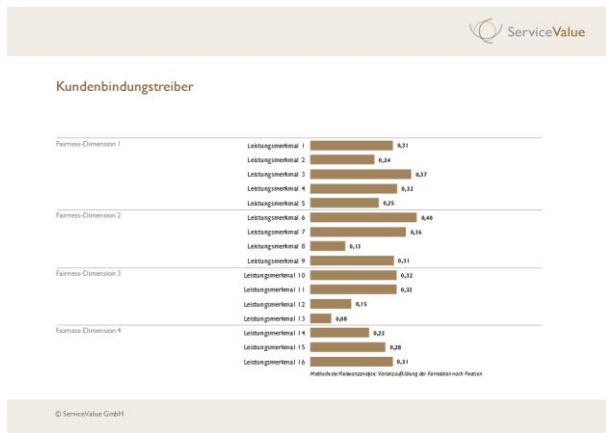 ServiceValue
Kundenbindungstreiber
Fairness-Dimension 1
Leistungsmerkmal 1 0,31
Leistungsmerkmal 2 0,24
Leistungsmerkmal 3 0,37
Leistungsmerkmal 4 0,32
Leistungsmerkmal 5 0,25
Fairness-Dimension 2
Leistungsmerkmal 6 0,40
Leistungsmerkmal 7 0,36
Leistungsmerkmal 8 0,13
Leistungsmerkmal 9 0,31
Fairness-Dimension 3
Leistungsmerkmal 10 0,32
Leistungsmerkmal 11 0,32
Leistungsmerkmal 12 0,15
Leistungsmerkmal 13 0,08
Fairness-Dimension 4
Leistungsmerkmal 14 0,22
Leistungsmerkmal 15 0,28
Leistungsmerkmal 16 0,31
Methode der Relevanzanalyse: Varianzaufklärung der Korrelation nach Pearson
© ServiceValue GmbH